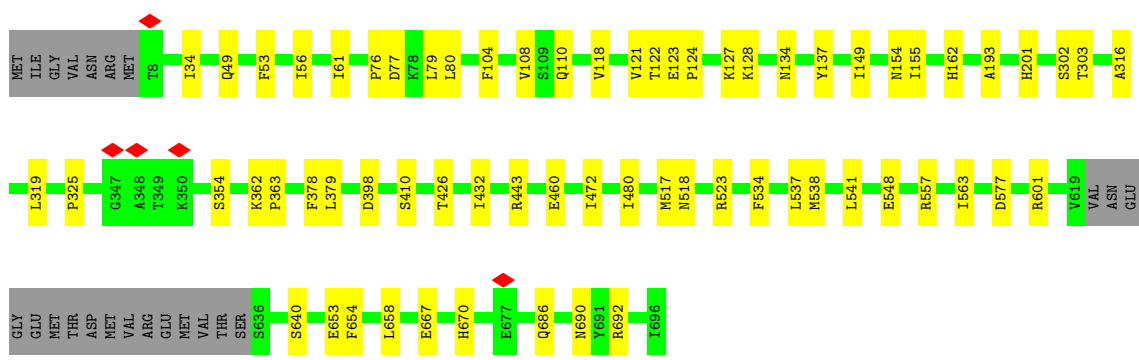 MET ILE GLY VAL ASN ARG MET T8 I34 Q49 F53 I56 I61 P76 D77 K78 L79 L80 F104 V108 S109 Q110 V118 V121 T122 E123 P124 K127 K128 N134 Y137 I149 N154 I155 H162 A193 H201 S302 T303 A316
L319 P325 G347 A348 T349 K350 S354 K362 P363 F378 L379 D398 S410 T426 I432 R443 E460 I472 I480 M517 N518 R523 F534 L537 M538 L541 E548 R557 I563 D577 R601 V619 VAL ASN GLU
GLY GLU MET THR ASP MET VAL ARG GLU MET VAL THR SER S636 S640 E653 F654 L658 E667 H670 E677 Q686 N690 Y691 R692 I696